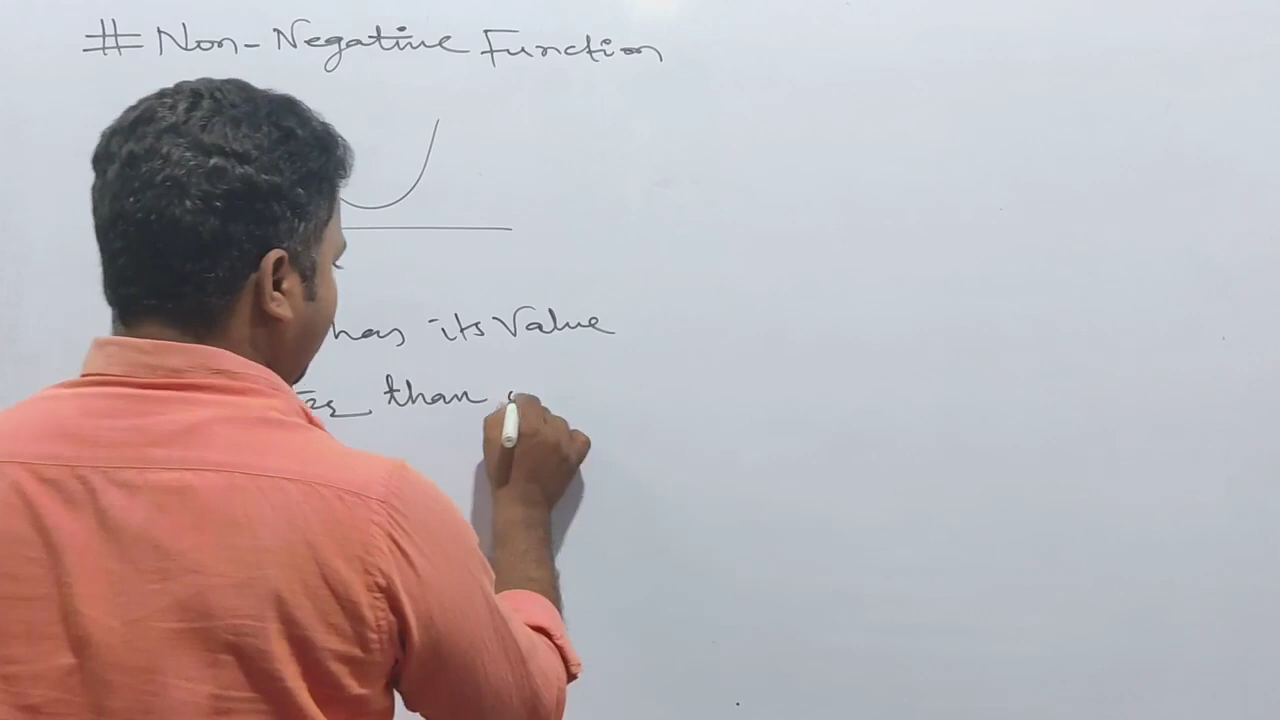 # Non-Negative Function
has its Value
than